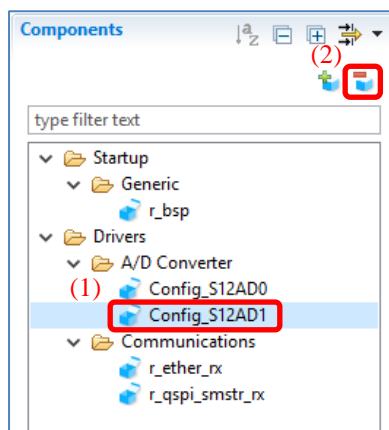 Components
(2)
type filter text
Startup
Generic
r_bsp
Drivers
A/D Converter
(1) Config_S12AD0
Config_S12AD1
Communications
r_ether_rx
r_qspi_smstr_rx